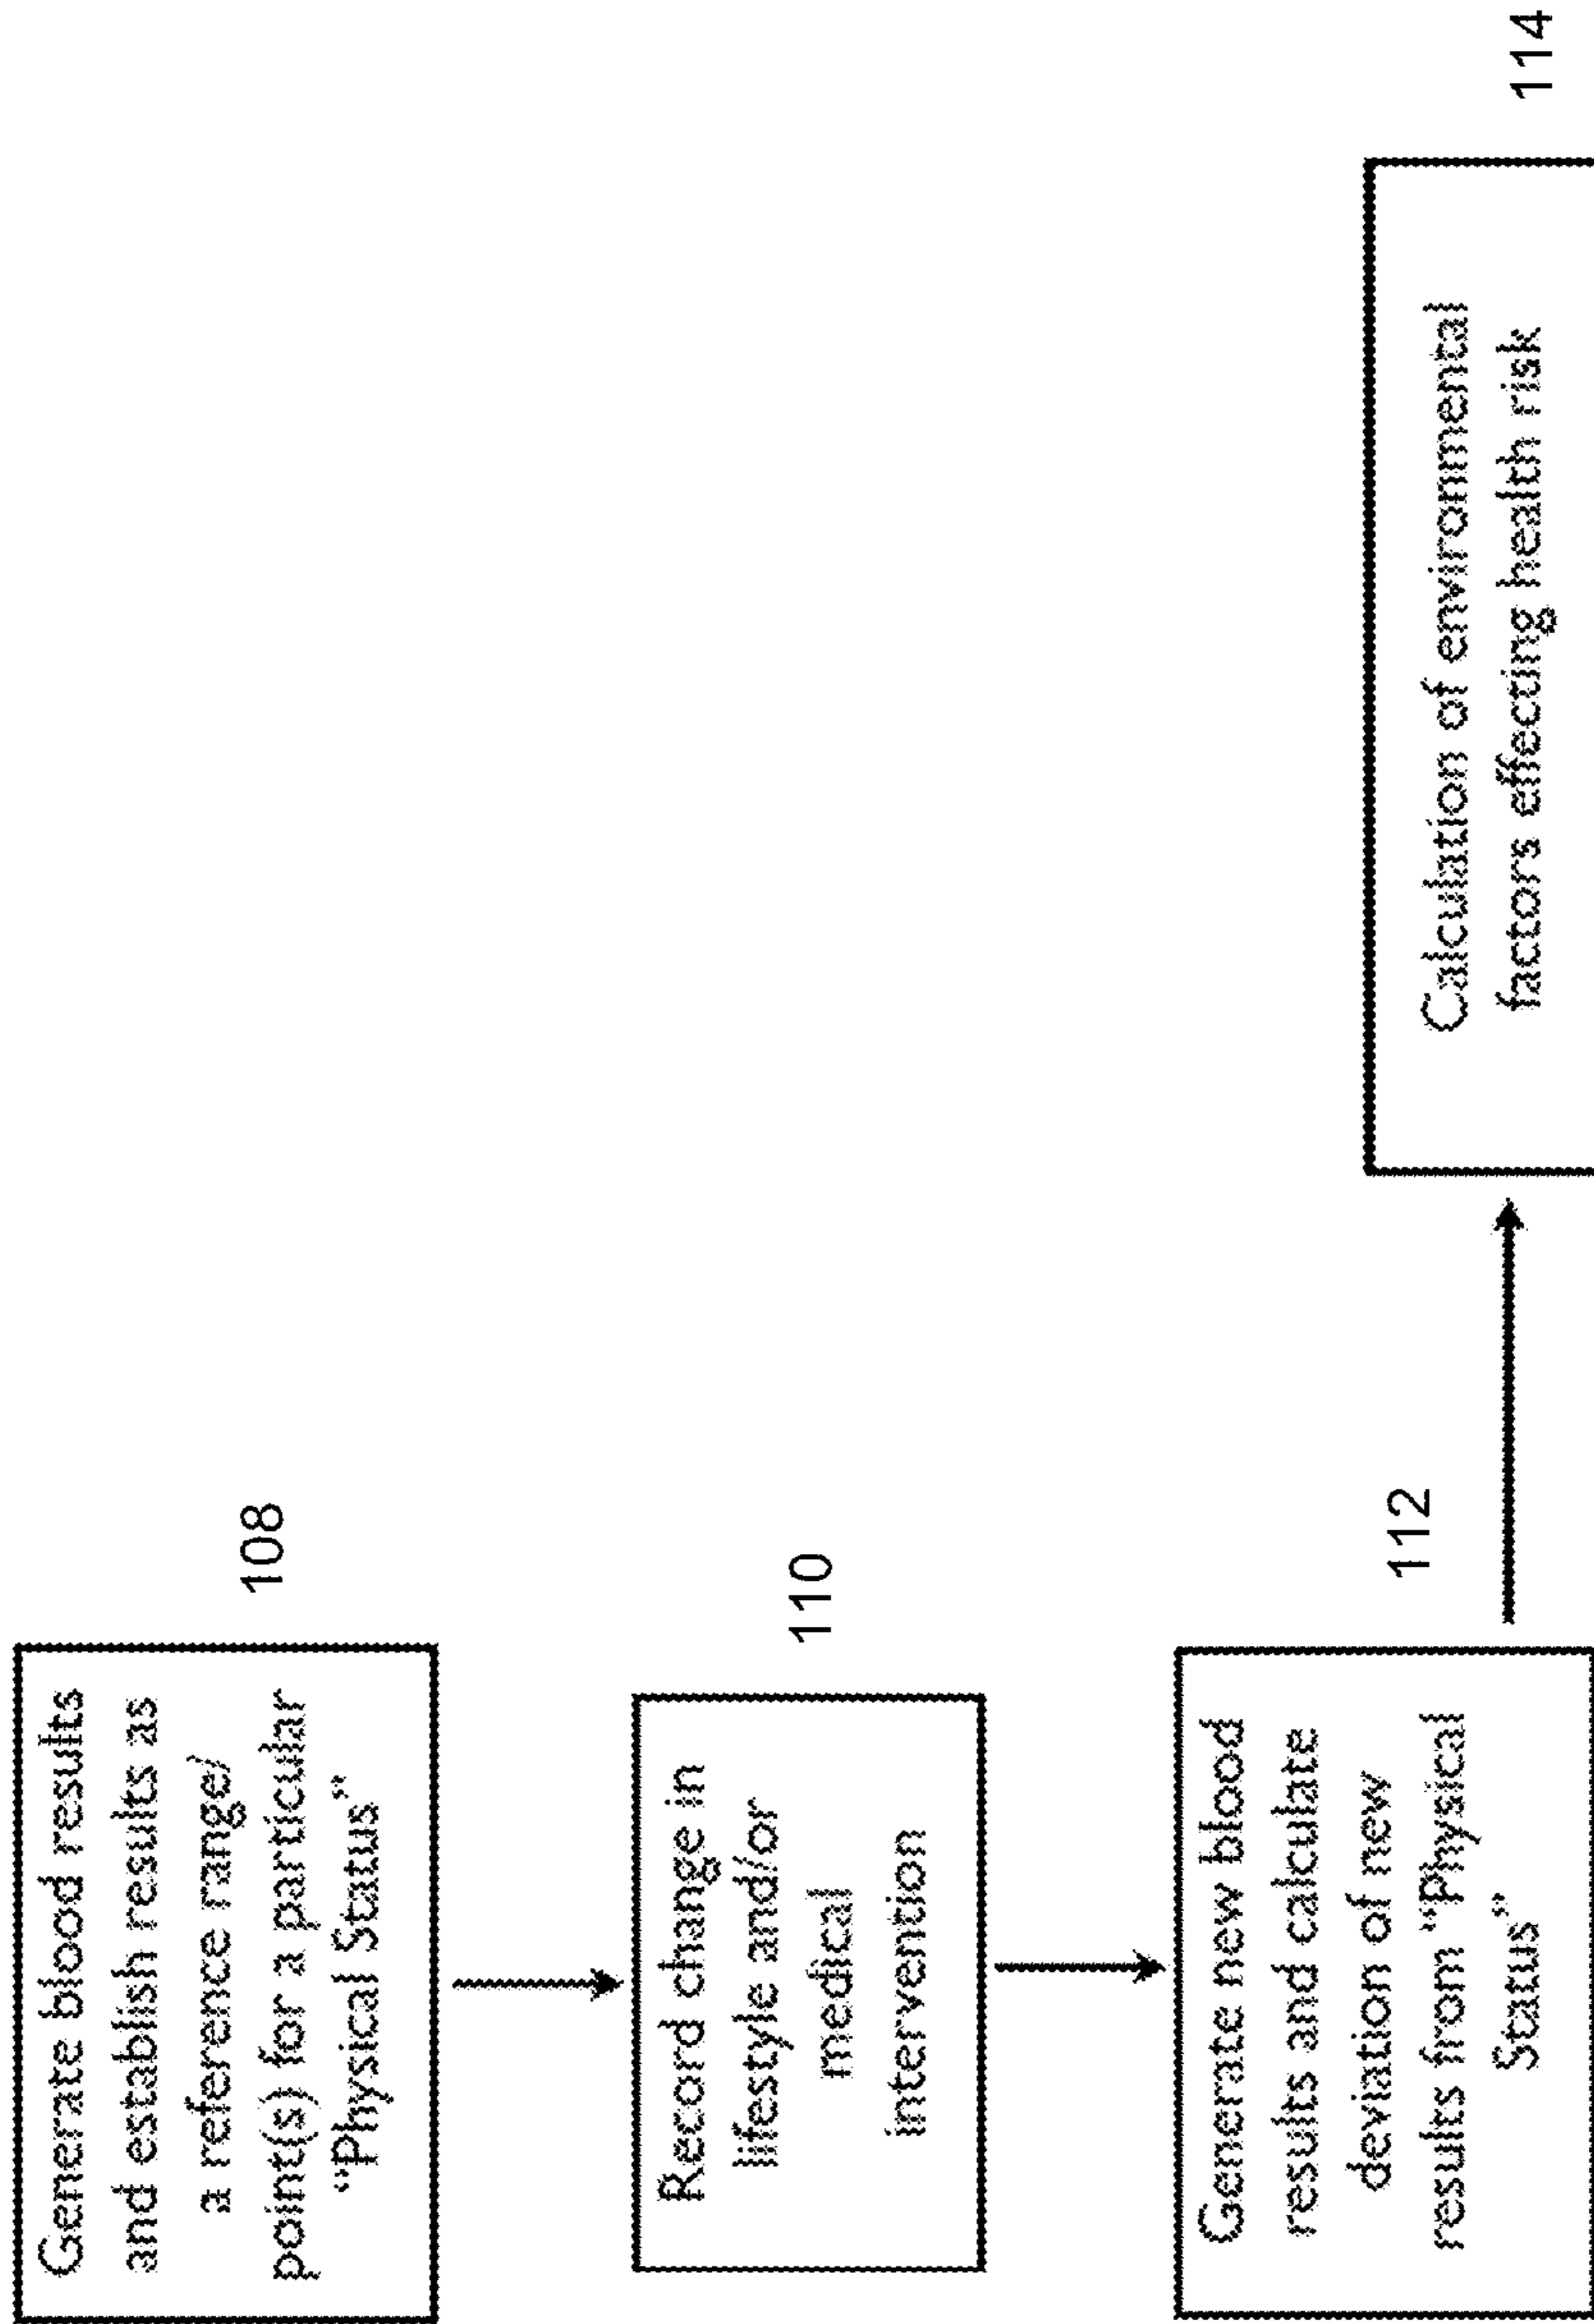 Generate blood results
and establish results as
a reference range/
point(s) for a particular
"Physical Status"
108
Record change in
lifestyle and/or
medical
intervention
110
Generate new blood
results and calculate
deviation of new
results from "Physical
Status"
112
Calculation of environmental
factors effecting health risk
114